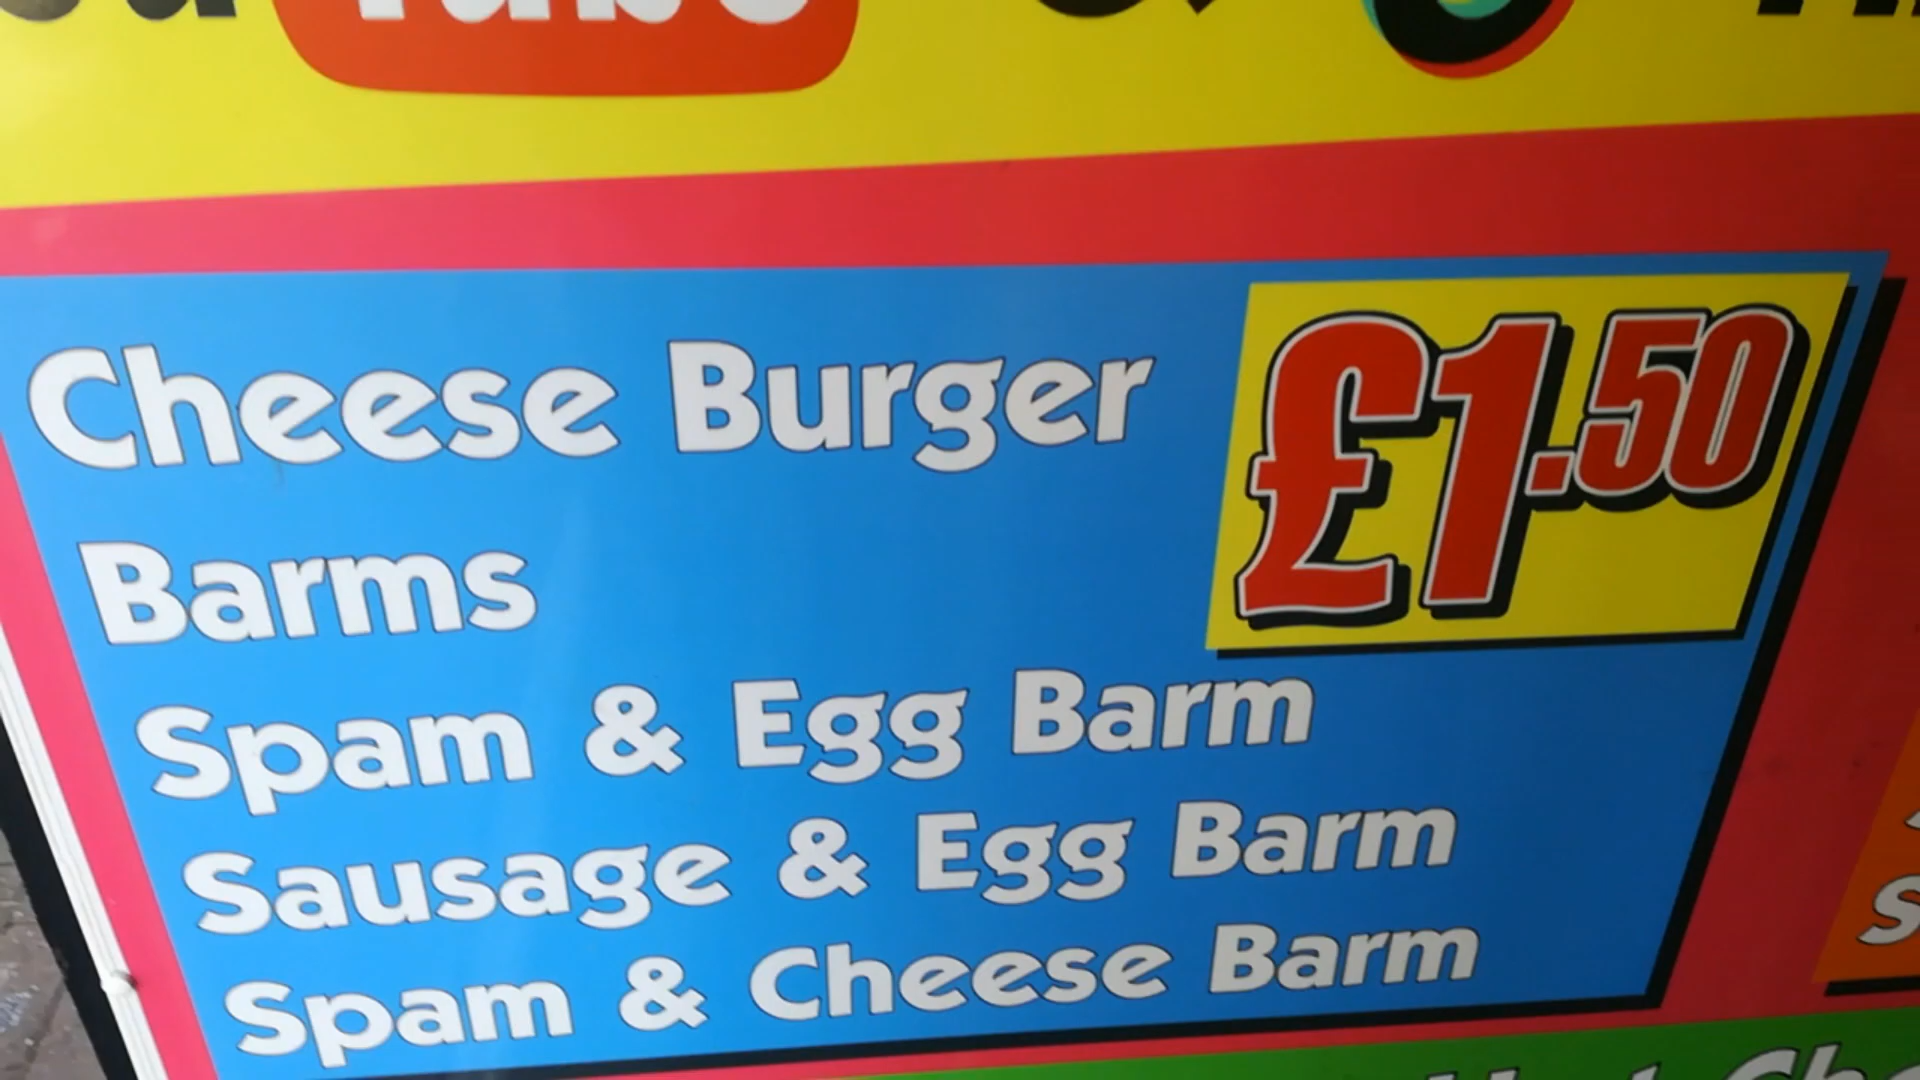 Cheese Burger
£1.50
Barms
Spam & Egg Barm
Sausage & Egg Barm
Spam & Cheese Barm